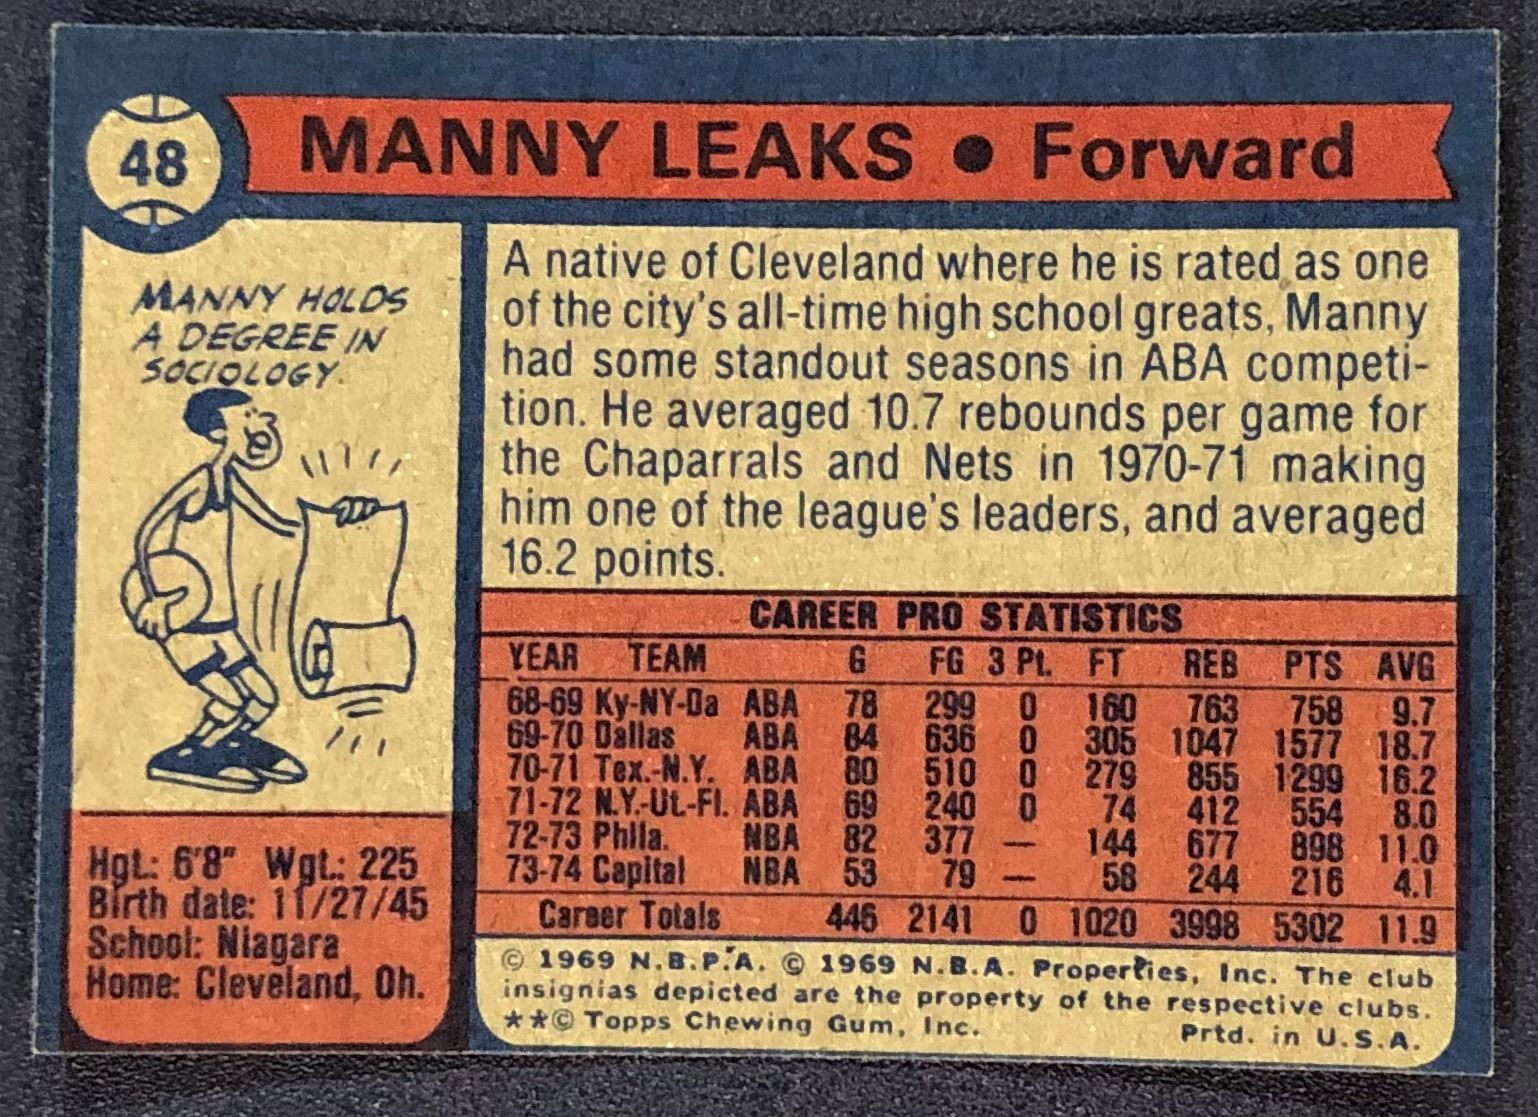 48
MANNY LEAKS ● Forward
MANNY HOLDS
A DEGREE IN
SOCIOLOGY.
A native of Cleveland where he is rated as one
of the city's all-time high school greats, Manny
had some standout seasons in ABA competi-
tion. He averaged 10.7 rebounds per game for
the Chaparrals and Nets in 1970-71 making
him one of the league's leaders, and averaged
16.2 points.
CAREER PRO STATISTICS
YEAR TEAM G FG 3 Pt. FT REB PTS AVG
68-69 Ky-NY-Da ABA 78 299 0 160 763 758 9.7
69-70 Dallas ABA 84 636 0 305 1047 1577 18.7
70-71 Tex.-N.Y. ABA 80 510 0 279 855 1299 16.2
71-72 N.Y.-Ut.-Fl. ABA 69 240 0 74 412 554 8.0
72-73 Phila. NBA 82 377 — 144 677 898 11.0
73-74 Capital NBA 53 79 — 58 244 216 4.1
Career Totals 446 2141 0 1020 3998 5302 11.9
Hgt.: 6'8" Wgt.: 225
Birth date: 11/27/45
School: Niagara
Home: Cleveland, Oh.
© 1969 N.B.P.A. © 1969 N.B.A. Properties, Inc. The club
insignias depicted are the property of the respective clubs.
**© Topps Chewing Gum, Inc. Prtd. in U.S.A.